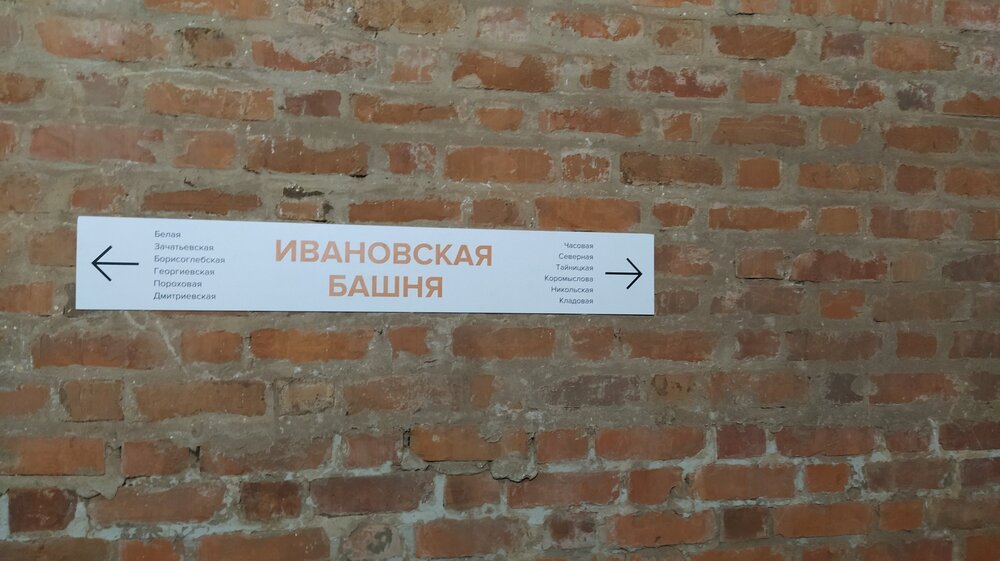 Белая
Зачатьевская
Борисоглебская
Георгиевская
Пороховая
Дмитриевская
ИВАНОВСКАЯ
БАШНЯ
Часовая
Северная
Тайницкая
Коромыслова
Никольская
Кладовая